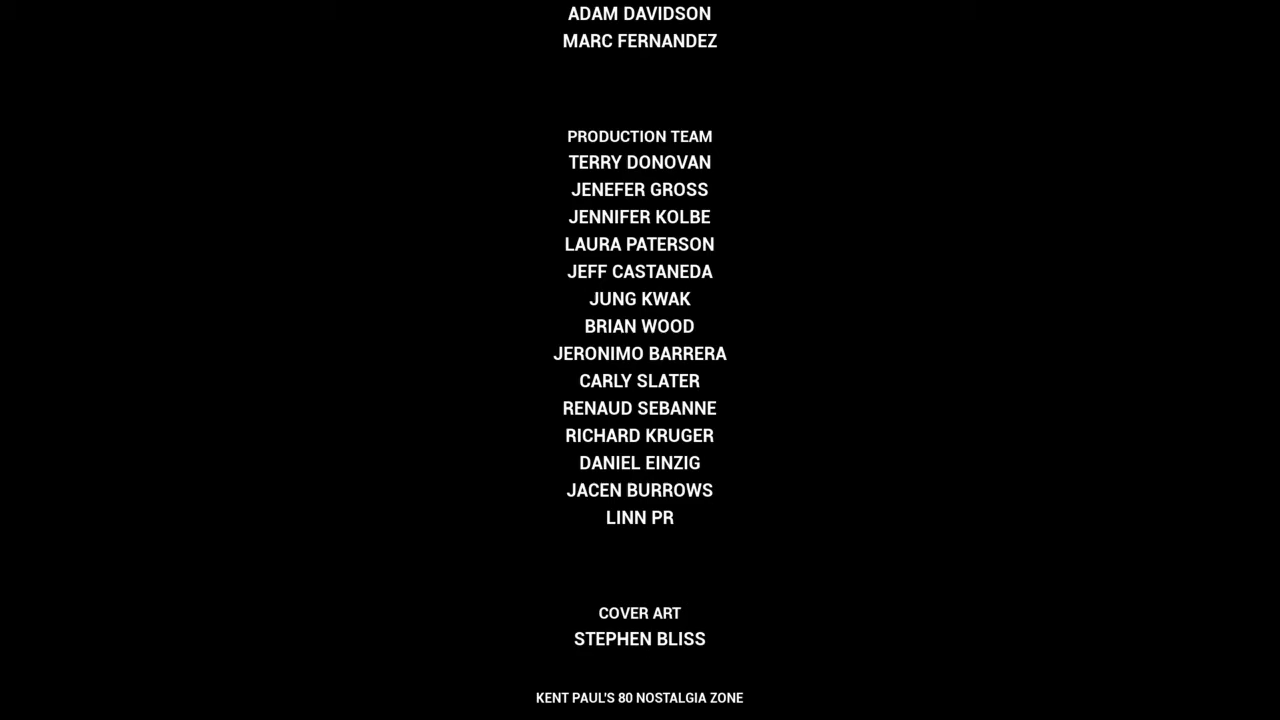 ADAM DAVIDSON
MARC FERNANDEZ
PRODUCTION TEAM
TERRY DONOVAN
JENEFER GROSS
JENNIFER KOLBE
LAURA PATERSON
JEFF CASTANEDA
JUNG KWAK
BRIAN WOOD
JERONIMO BARRERA
CARLY SLATER
RENAUD SEBANNE
RICHARD KRUGER
DANIEL EINZIG
JACEN BURROWS
LINN PR
COVER ART
STEPHEN BLISS
KENT PAUL'S 80 NOSTALGIA ZONE